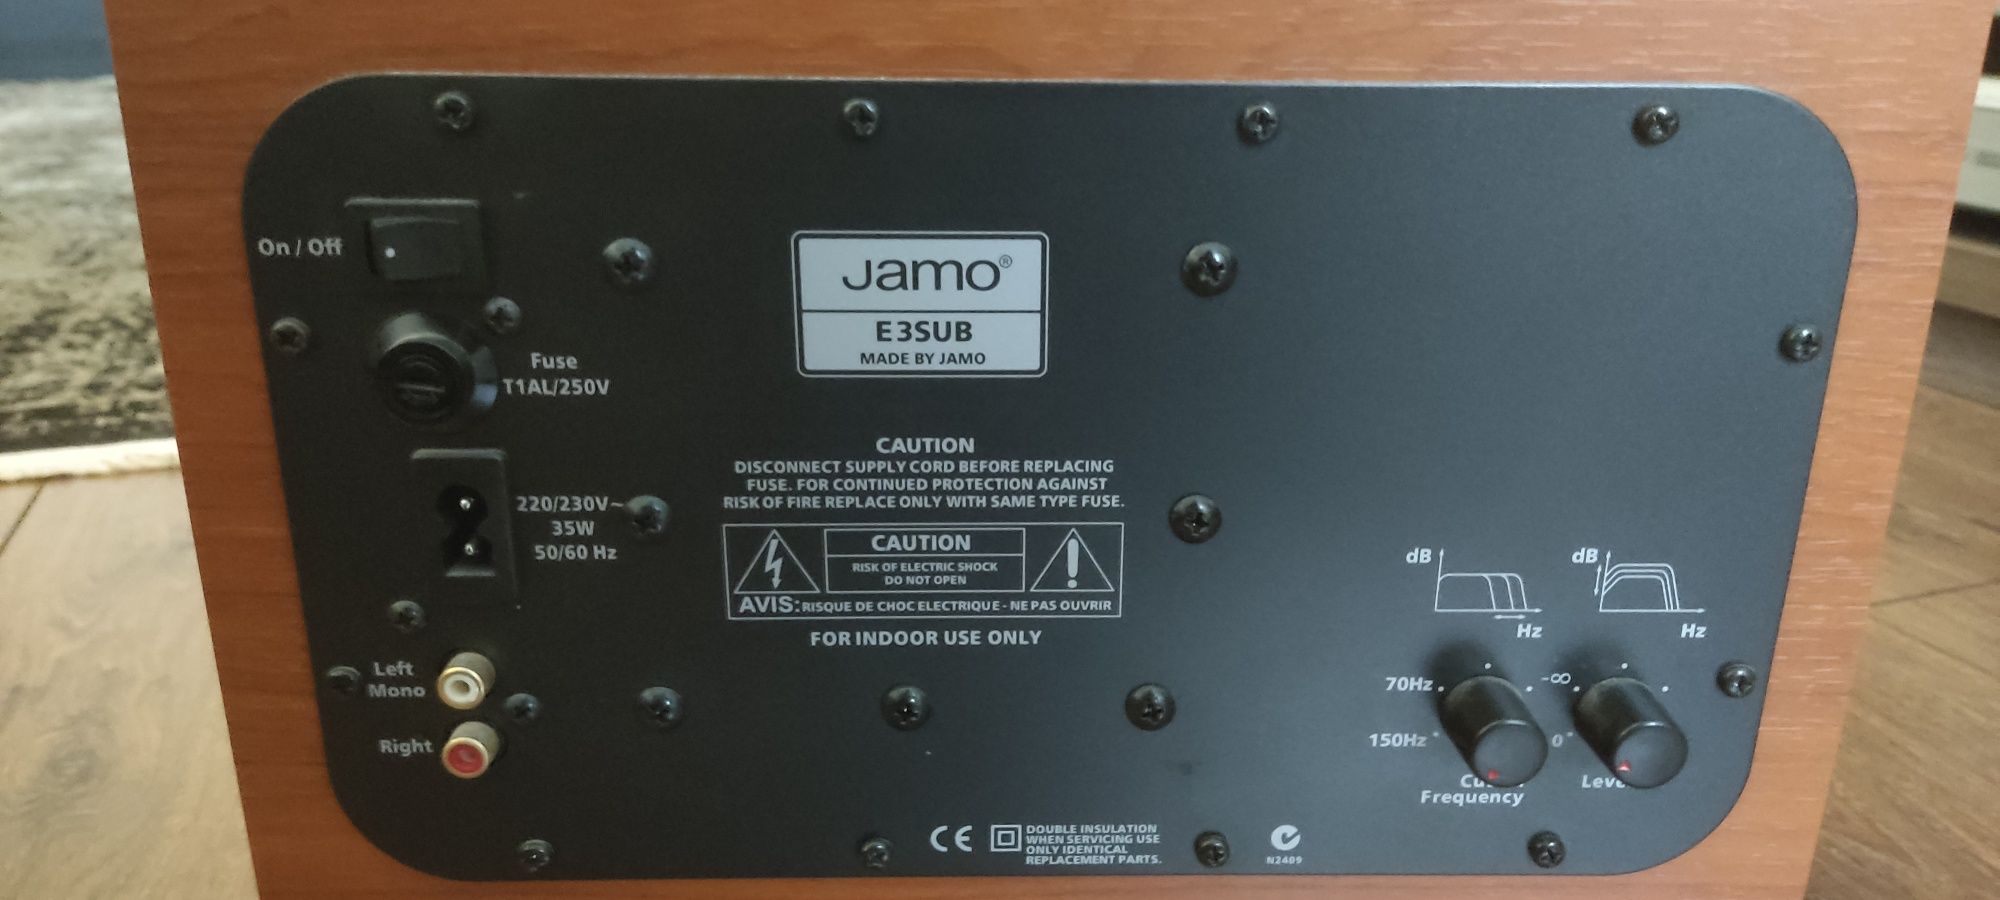 On / Off
Jamo®
E3SUB
MADE BY JAMO
Fuse
T1AL/250V
CAUTION
DISCONNECT SUPPLY CORD BEFORE REPLACING
FUSE. FOR CONTINUED PROTECTION AGAINST
RISK OF FIRE REPLACE ONLY WITH SAME TYPE FUSE.
220/230V~
35W
50/60 Hz
CAUTION
RISK OF ELECTRIC SHOCK
DO NOT OPEN
AVIS: RISQUE DE CHOC ELECTRIQUE - NE PAS OUVRIR
FOR INDOOR USE ONLY
Left
Mono
Right
dB
Hz
dB
Hz
70Hz
150Hz
Frequency
-∞
0
CE
DOUBLE INSULATION
WHEN SERVICING USE
ONLY IDENTICAL
REPLACEMENT PARTS.
N2409